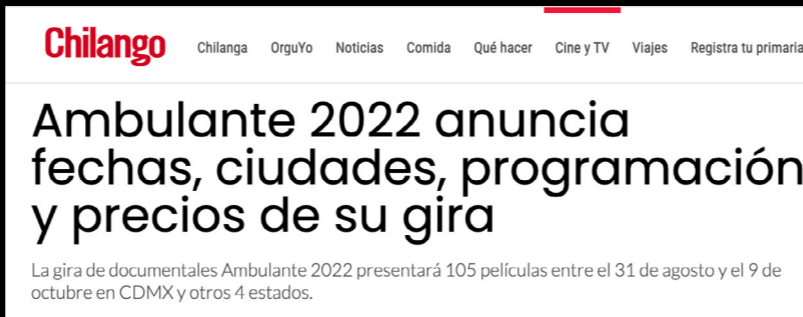 Chilango Chilanga OrguYo Noticias Comida Qué hacer Cine y TV Viajes Registra tu primaria
Ambulante 2022 anuncia
fechas, ciudades, programación
y precios de su gira
La gira de documentales Ambulante 2022 presentará 105 películas entre el 31 de agosto y el 9 de
octubre en CDMX y otros 4 estados.